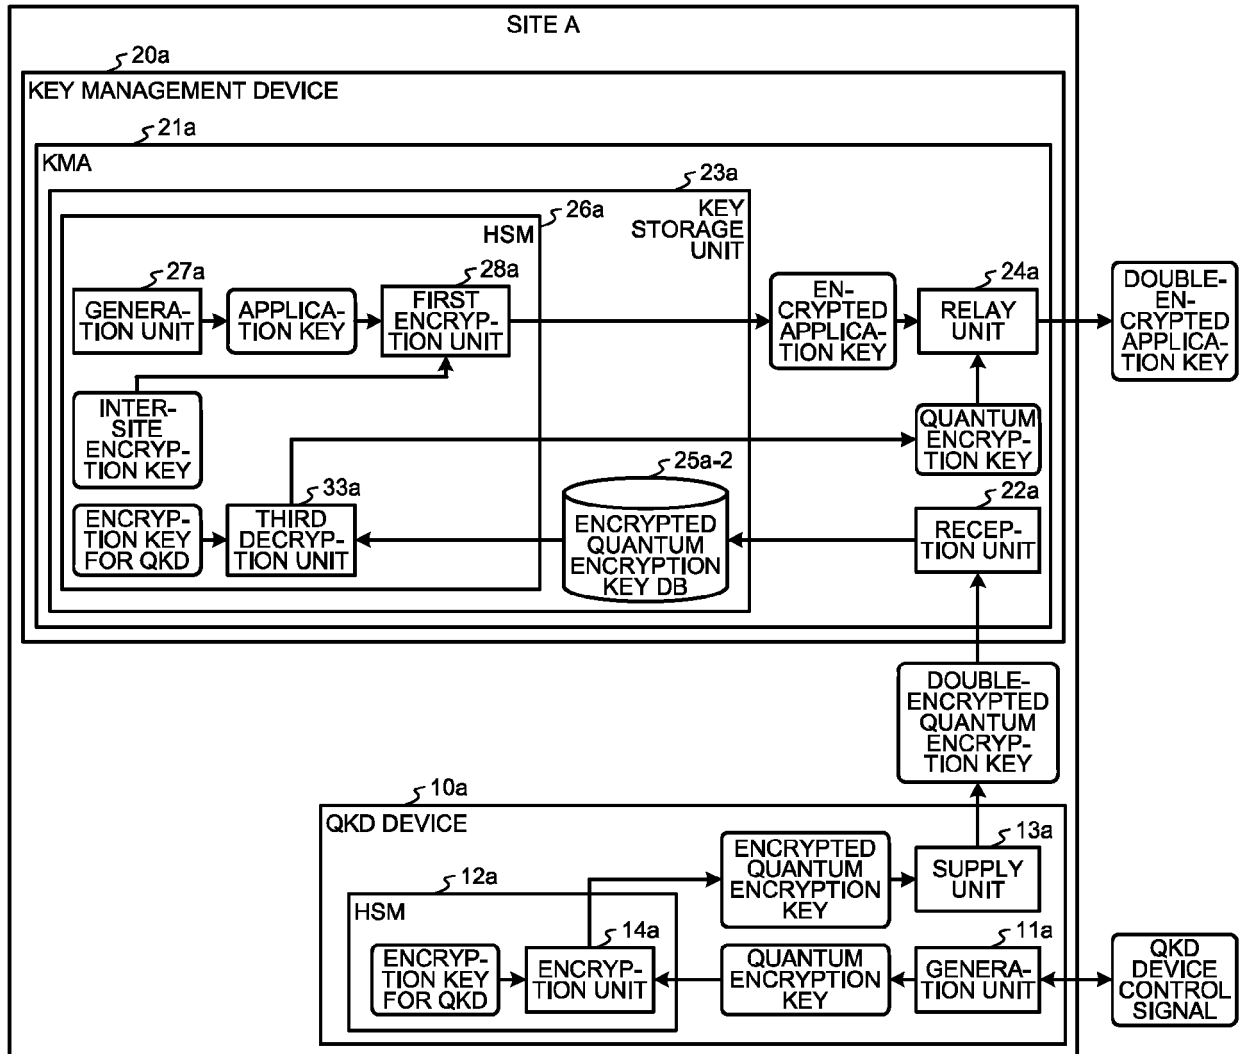 SITE A
20a
KEY MANAGEMENT DEVICE
21a
KMA
23a
KEY
STORAGE
UNIT
26a
HSM
27a
GENERA-
TION UNIT
APPLICA-
TION KEY
28a
FIRST
ENCRYP-
TION UNIT
EN-
CRYPTED
APPLICA-
TION KEY
24a
RELAY
UNIT
DOUBLE-
EN-
CRYPTED
APPLICA-
TION KEY
INTER-
SITE
ENCRYP-
TION KEY
QUANTUM
ENCRYP-
TION KEY
33a
ENCRYP-
TION KEY
FOR QKD
THIRD
DECRYP-
TION UNIT
25a-2
ENCRYPTED
QUANTUM
ENCRYPTION
KEY DB
22a
RECEP-
TION UNIT
DOUBLE-
ENCRYPTED
QUANTUM
ENCRYP-
TION KEY
10a
QKD DEVICE
ENCRYPTED
QUANTUM
ENCRYPTION
KEY
13a
SUPPLY
UNIT
12a
HSM
ENCRYP-
TION KEY
FOR QKD
14a
ENCRYP-
TION UNIT
QUANTUM
ENCRYPTION
KEY
11a
GENERA-
TION UNIT
QKD
DEVICE
CONTROL
SIGNAL